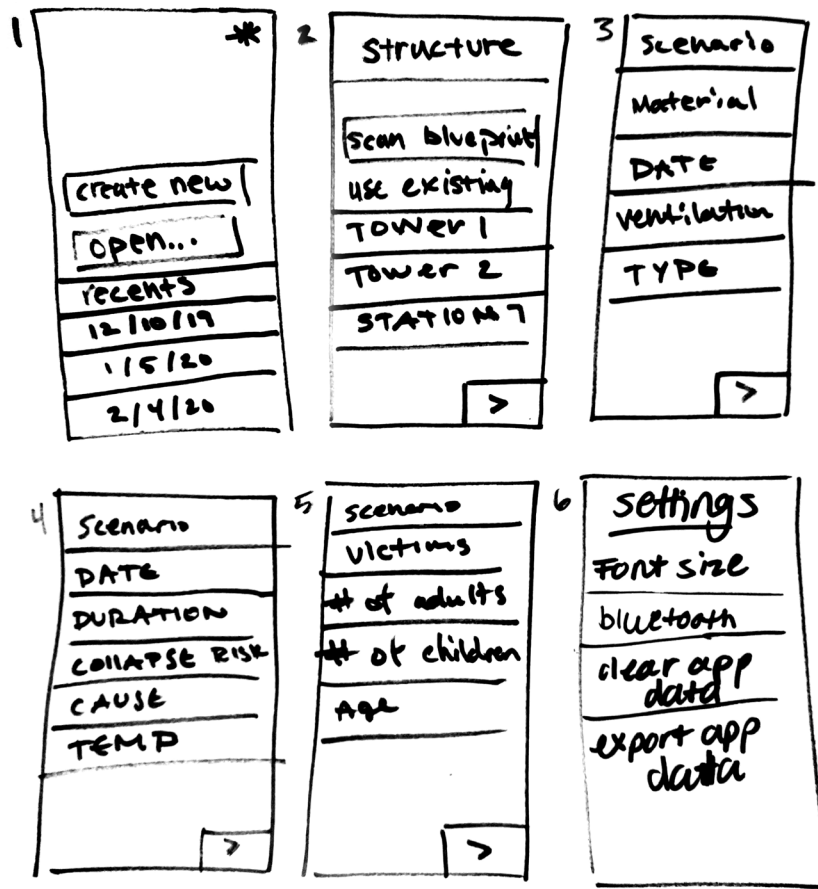 1
*
create new
open...
recents
12/10/19
1/5/20
2/4/20
2
structure
scan blueprint
use existing
TOWER 1
TOWER 2
STATION 7
>
3
scenario
Material
DATE
ventilation
TYPE
>
4
scenario
DATE
DURATION
COLLAPSE RISK
CAUSE
TEMP
>
5
scenario
victims
# of adults
# of children
Age
>
6
settings
Font size
bluetooth
clear app
data
export app
data